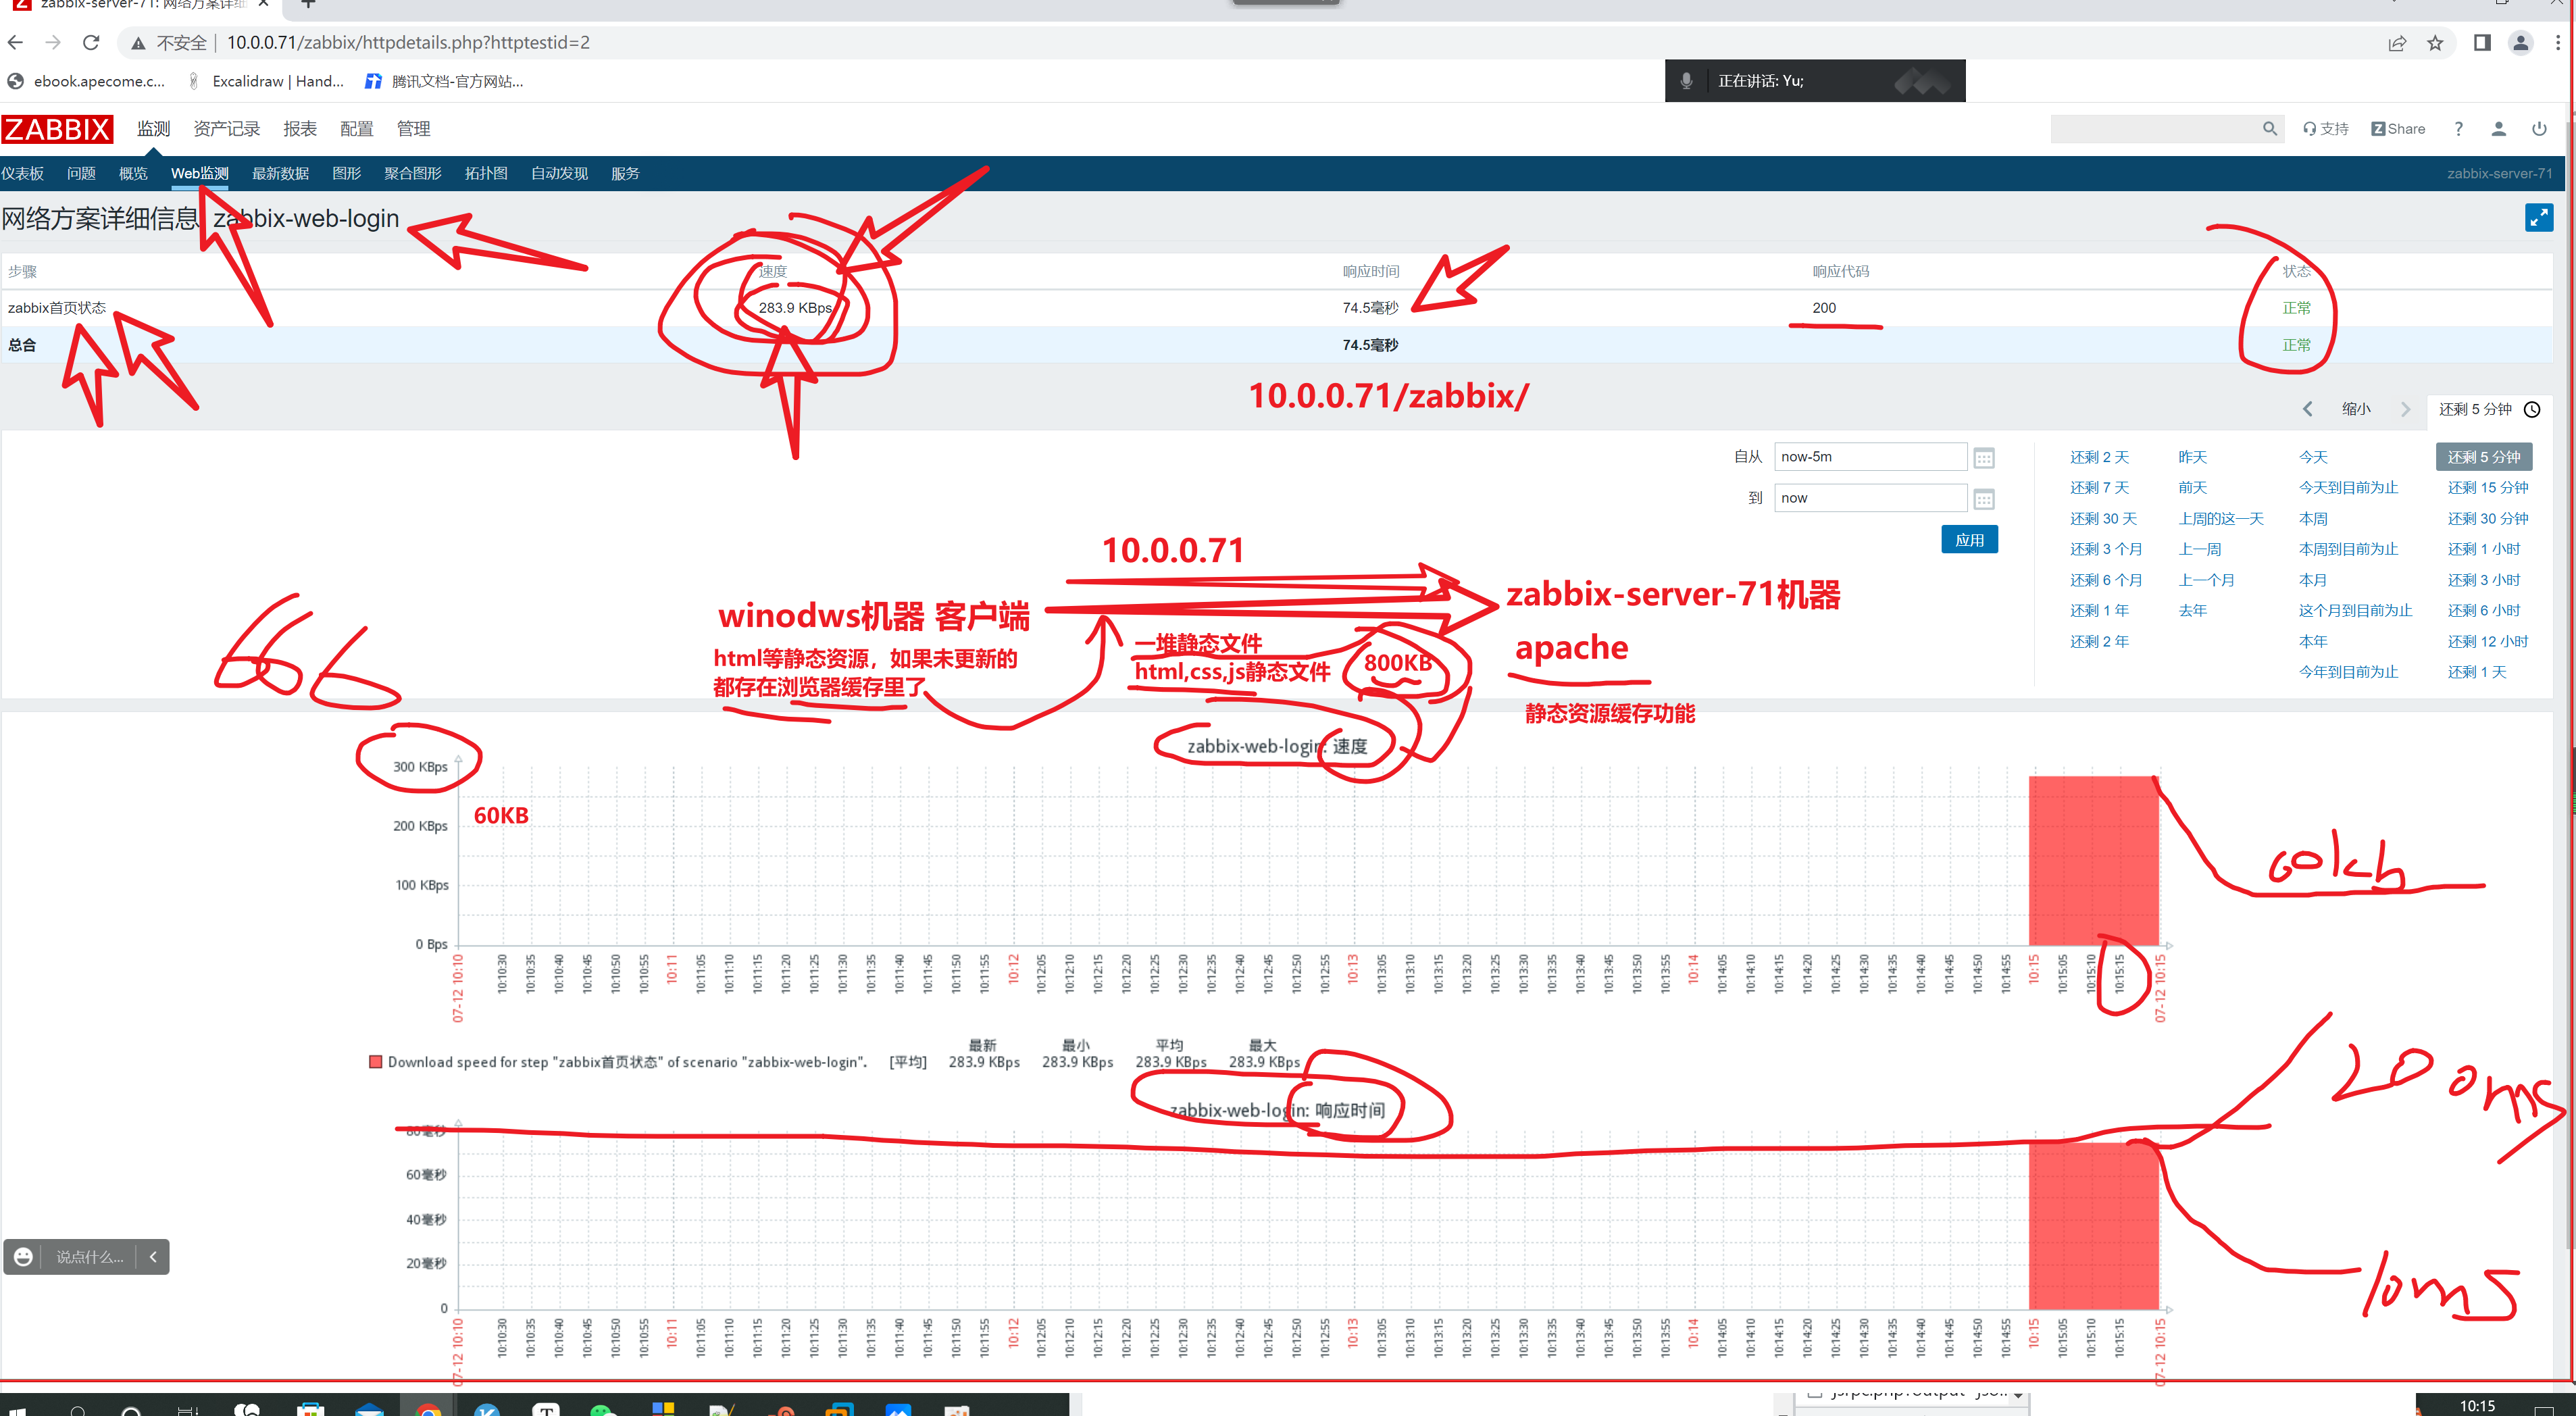 zabbix-server-71: 网络方案详细
不安全 | 10.0.0.71/zabbix/httpdetails.php?httptestid=2
ebook.apecome.c... Excalidraw | Hand... 腾讯文档-官方网站...
正在讲话: Yu;
ZABBIX 监测 资产记录 报表 配置 管理 支持 Z Share ?
仪表板 问题 概览 Web监测 最新数据 图形 聚合图形 拓扑图 自动发现 服务 zabbix-server-71
网络方案详细信息 zabbix-web-login
步骤 速度 响应时间 响应代码 状态
zabbix首页状态 283.9 KBps 74.5毫秒 200 正常
总合 74.5毫秒 正常
10.0.0.71/zabbix/
缩小 还剩 5 分钟
自从 now-5m
到 now
应用
还剩 2 天 昨天 今天 还剩 5 分钟
还剩 7 天 前天 今天到目前为止 还剩 15 分钟
还剩 30 天 上周的这一天 本周 还剩 30 分钟
还剩 3 个月 上一周 本周到目前为止 还剩 1 小时
还剩 6 个月 上一个月 本月 还剩 3 小时
还剩 1 年 去年 这个月到目前为止 还剩 6 小时
还剩 2 年 本年 还剩 12 小时
今年到目前为止 还剩 1 天
10.0.0.71
winodws机器 客户端
zabbix-server-71机器
html等静态资源，如果未更新的
都存在浏览器缓存里了
一堆静态文件
html,css,js静态文件
800KB
apache
静态资源缓存功能
zabbix-web-login: 速度
300 KBps
60KB
200 KBps
100 KBps
0 Bps
60kb
07-12 10:10 10:10:30 10:10:35 10:10:40 10:10:45 10:10:50 10:10:55 10:11 10:11:05 10:11:10 10:11:15 10:11:20 10:11:25 10:11:30 10:11:35 10:11:40 10:11:45 10:11:50 10:11:55 10:12 10:12:05 10:12:10 10:12:15 10:12:20 10:12:25 10:12:30 10:12:35 10:12:40 10:12:45 10:12:50 10:12:55 10:13 10:13:05 10:13:10 10:13:15 10:13:20 10:13:25 10:13:30 10:13:35 10:13:40 10:13:45 10:13:50 10:13:55 10:14 10:14:05 10:14:10 10:14:15 10:14:20 10:14:25 10:14:30 10:14:35 10:14:40 10:14:45 10:14:50 10:14:55 10:15 10:15:05 10:15:10 10:15:15 07-12 10:15
最新 最小 平均 最大
Download speed for step "zabbix首页状态" of scenario "zabbix-web-login". [平均] 283.9 KBps 283.9 KBps 283.9 KBps 283.9 KBps
zabbix-web-login: 响应时间
200ms
80毫秒
60毫秒
40毫秒
20毫秒
0
10ms
说点什么...
07-12 10:10 10:10:30 10:10:35 10:10:40 10:10:45 10:10:50 10:10:55 10:11 10:11:05 10:11:10 10:11:15 10:11:20 10:11:25 10:11:30 10:11:35 10:11:40 10:11:45 10:11:50 10:11:55 10:12 10:12:05 10:12:10 10:12:15 10:12:20 10:12:25 10:12:30 10:12:35 10:12:40 10:12:45 10:12:50 10:12:55 10:13 10:13:05 10:13:10 10:13:15 10:13:20 10:13:25 10:13:30 10:13:35 10:13:40 10:13:45 10:13:50 10:13:55 10:14 10:14:05 10:14:10 10:14:15 10:14:20 10:14:25 10:14:30 10:14:35 10:14:40 10:14:45 10:14:50 10:14:55 10:15 10:15:05 10:15:10 10:15:15 07-12 10:15
10:15